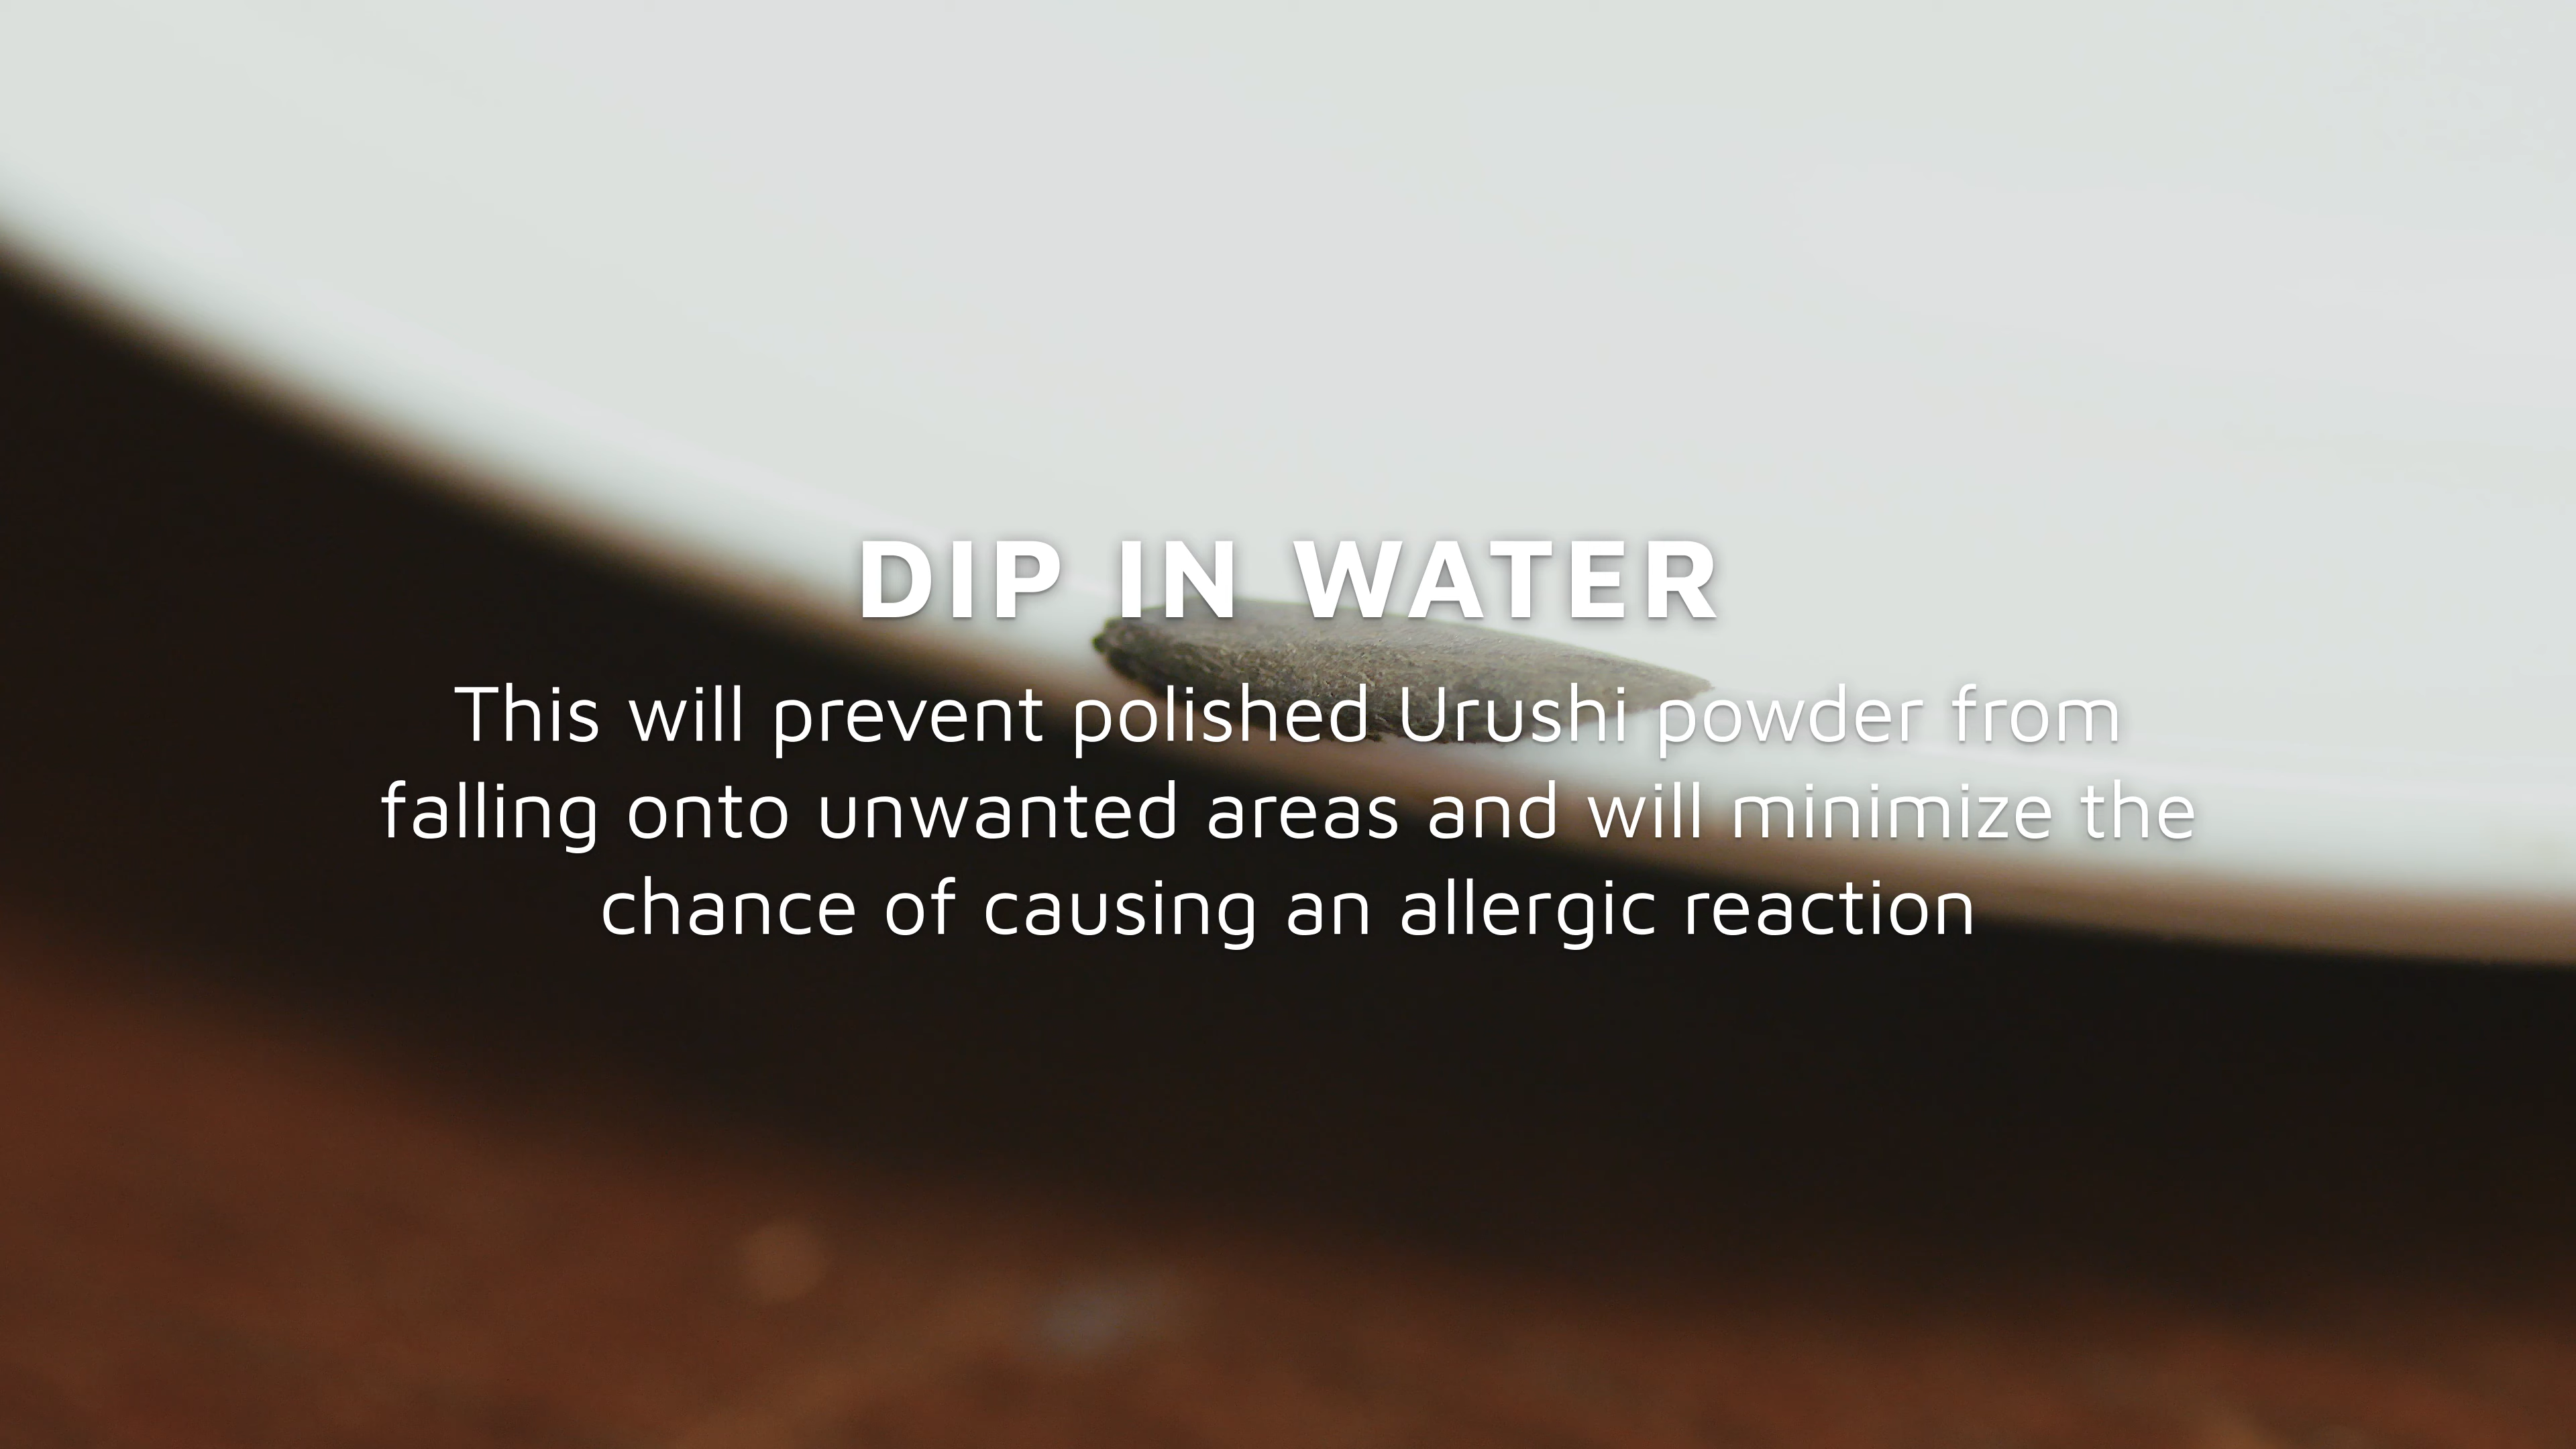 DIP IN WATER
This will prevent polished Urushi powder from
falling onto unwanted areas and will minimize the
chance of causing an allergic reaction